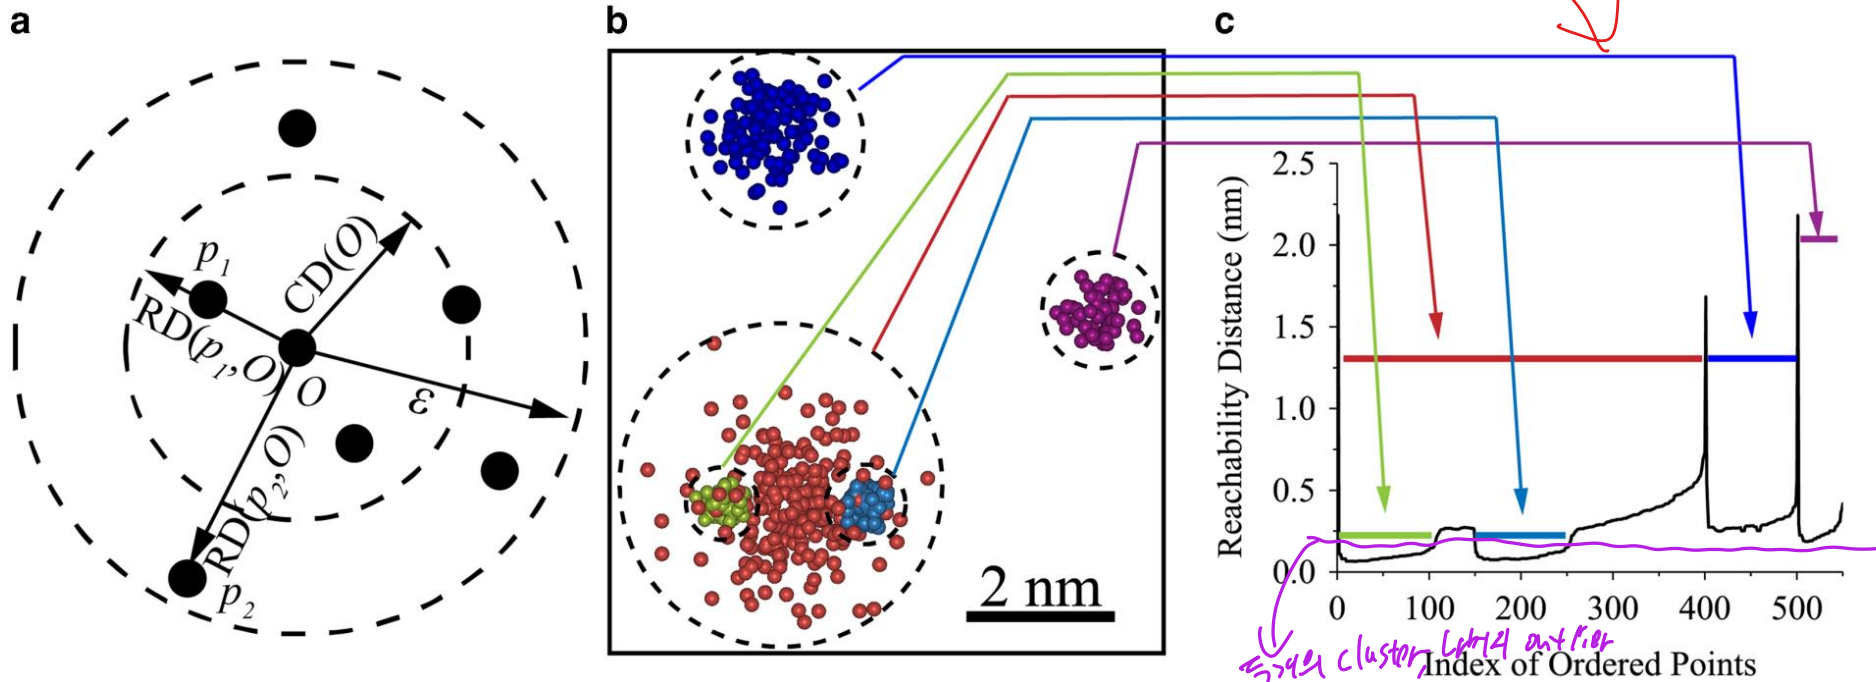 a
b
c
p1
CD(O)
RD(p1,O)
O
ε
RD(p2,O)
p2
2 nm
Reachability Distance (nm)
2.5
2.0
1.5
1.0
0.5
0.0
0 100 200 300 400 500
Index of Ordered Points
cluster, outlier